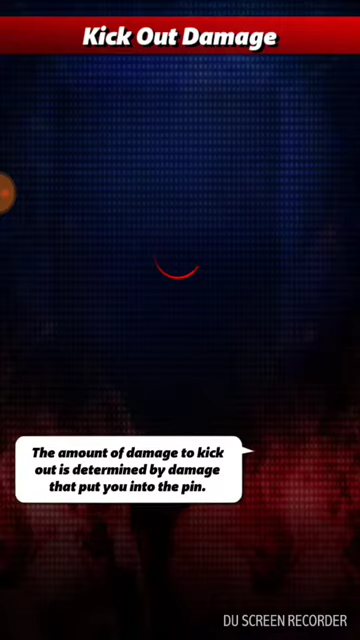 Kick Out Damage
The amount of damage to kick
out is determined by damage
that put you into the pin.
DU SCREEN RECORDER